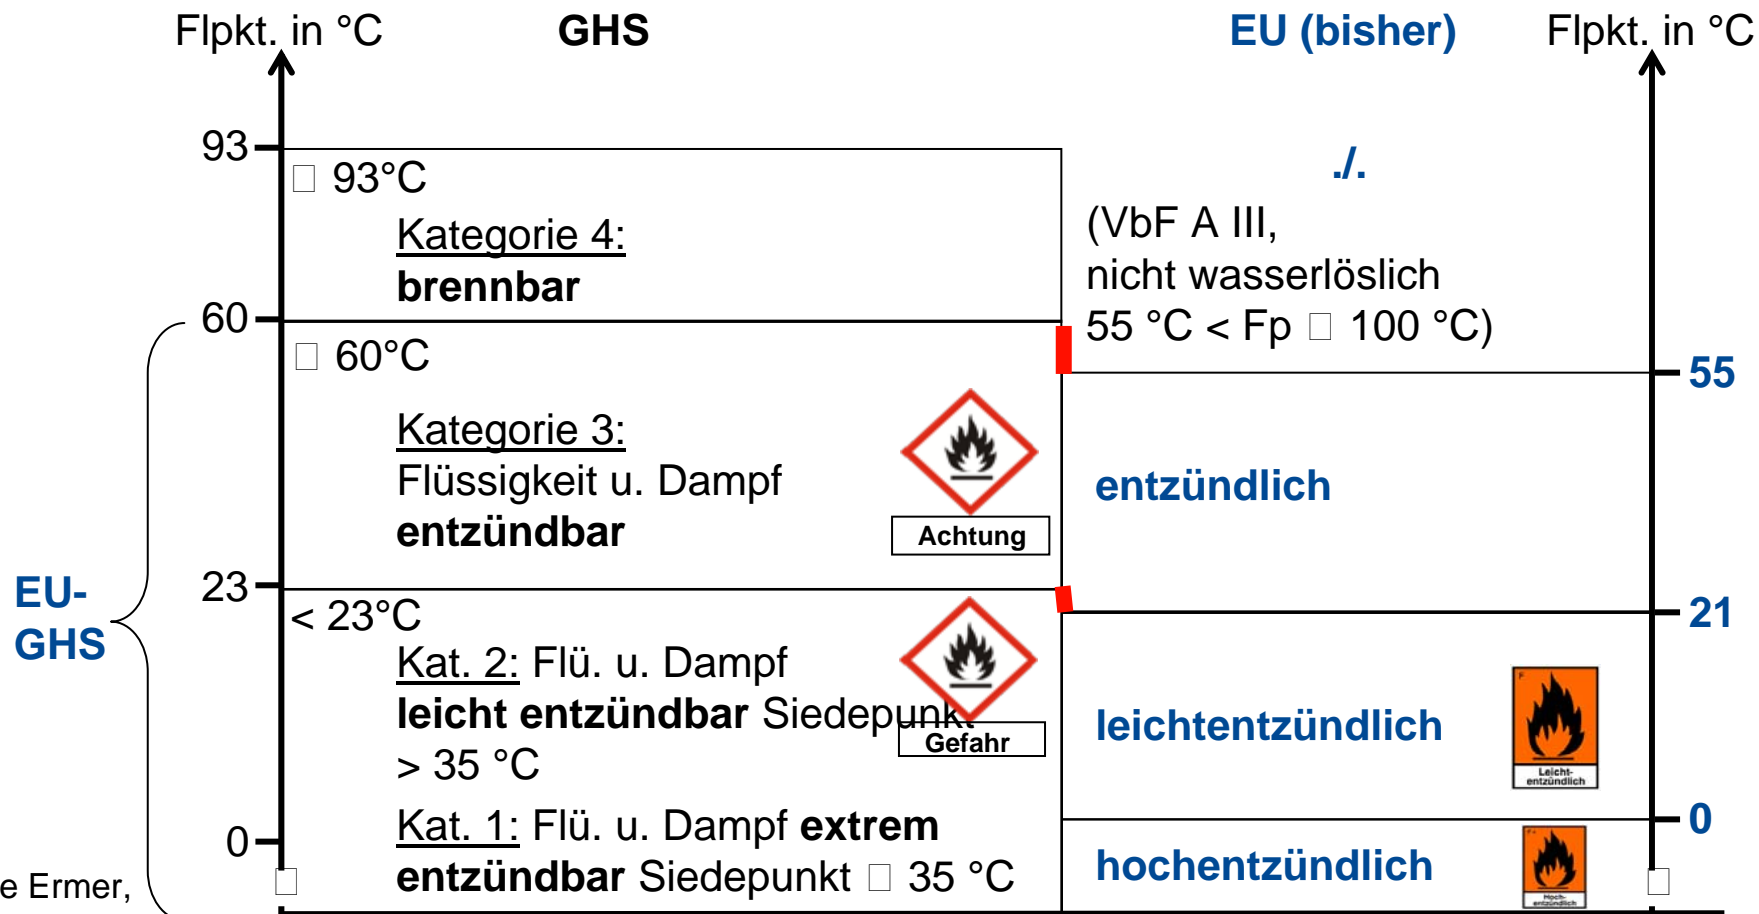 Flpkt. in °C GHS EU (bisher) Flpkt. in °C
93
□ 93°C
Kategorie 4:
brennbar
./.
(VbF A III,
nicht wasserlöslich
55 °C < Fp □ 100 °C)
60
□ 60°C
Kategorie 3:
Flüssigkeit u. Dampf
entzündbar
Achtung
55
entzündlich
EU-
GHS
23
< 23°C
Kat. 2: Flü. u. Dampf
leicht entzündbar Siedepunkt
> 35 °C
Gefahr
21
leichtentzündlich
Leicht-
entzündlich
0
Kat. 1: Flü. u. Dampf extrem
entzündbar Siedepunkt □ 35 °C
□
0
hochentzündlich
Hoch-
entzündlich
□
e Ermer,